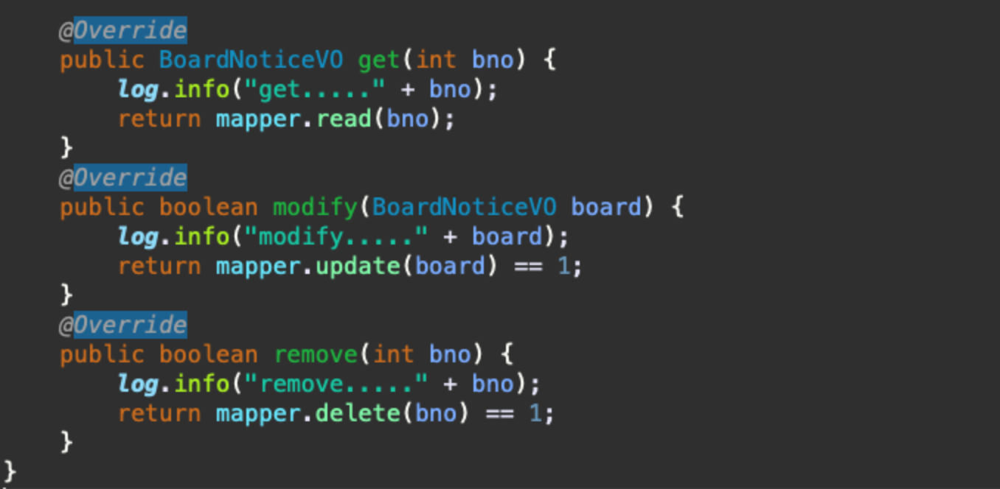 @Override
public BoardNoticeVO get(int bno) {
log.info("get....." + bno);
return mapper.read(bno);
}
@Override
public boolean modify(BoardNoticeVO board) {
log.info("modify....." + board);
return mapper.update(board) == 1;
}
@Override
public boolean remove(int bno) {
log.info("remove....." + bno);
return mapper.delete(bno) == 1;
}
}